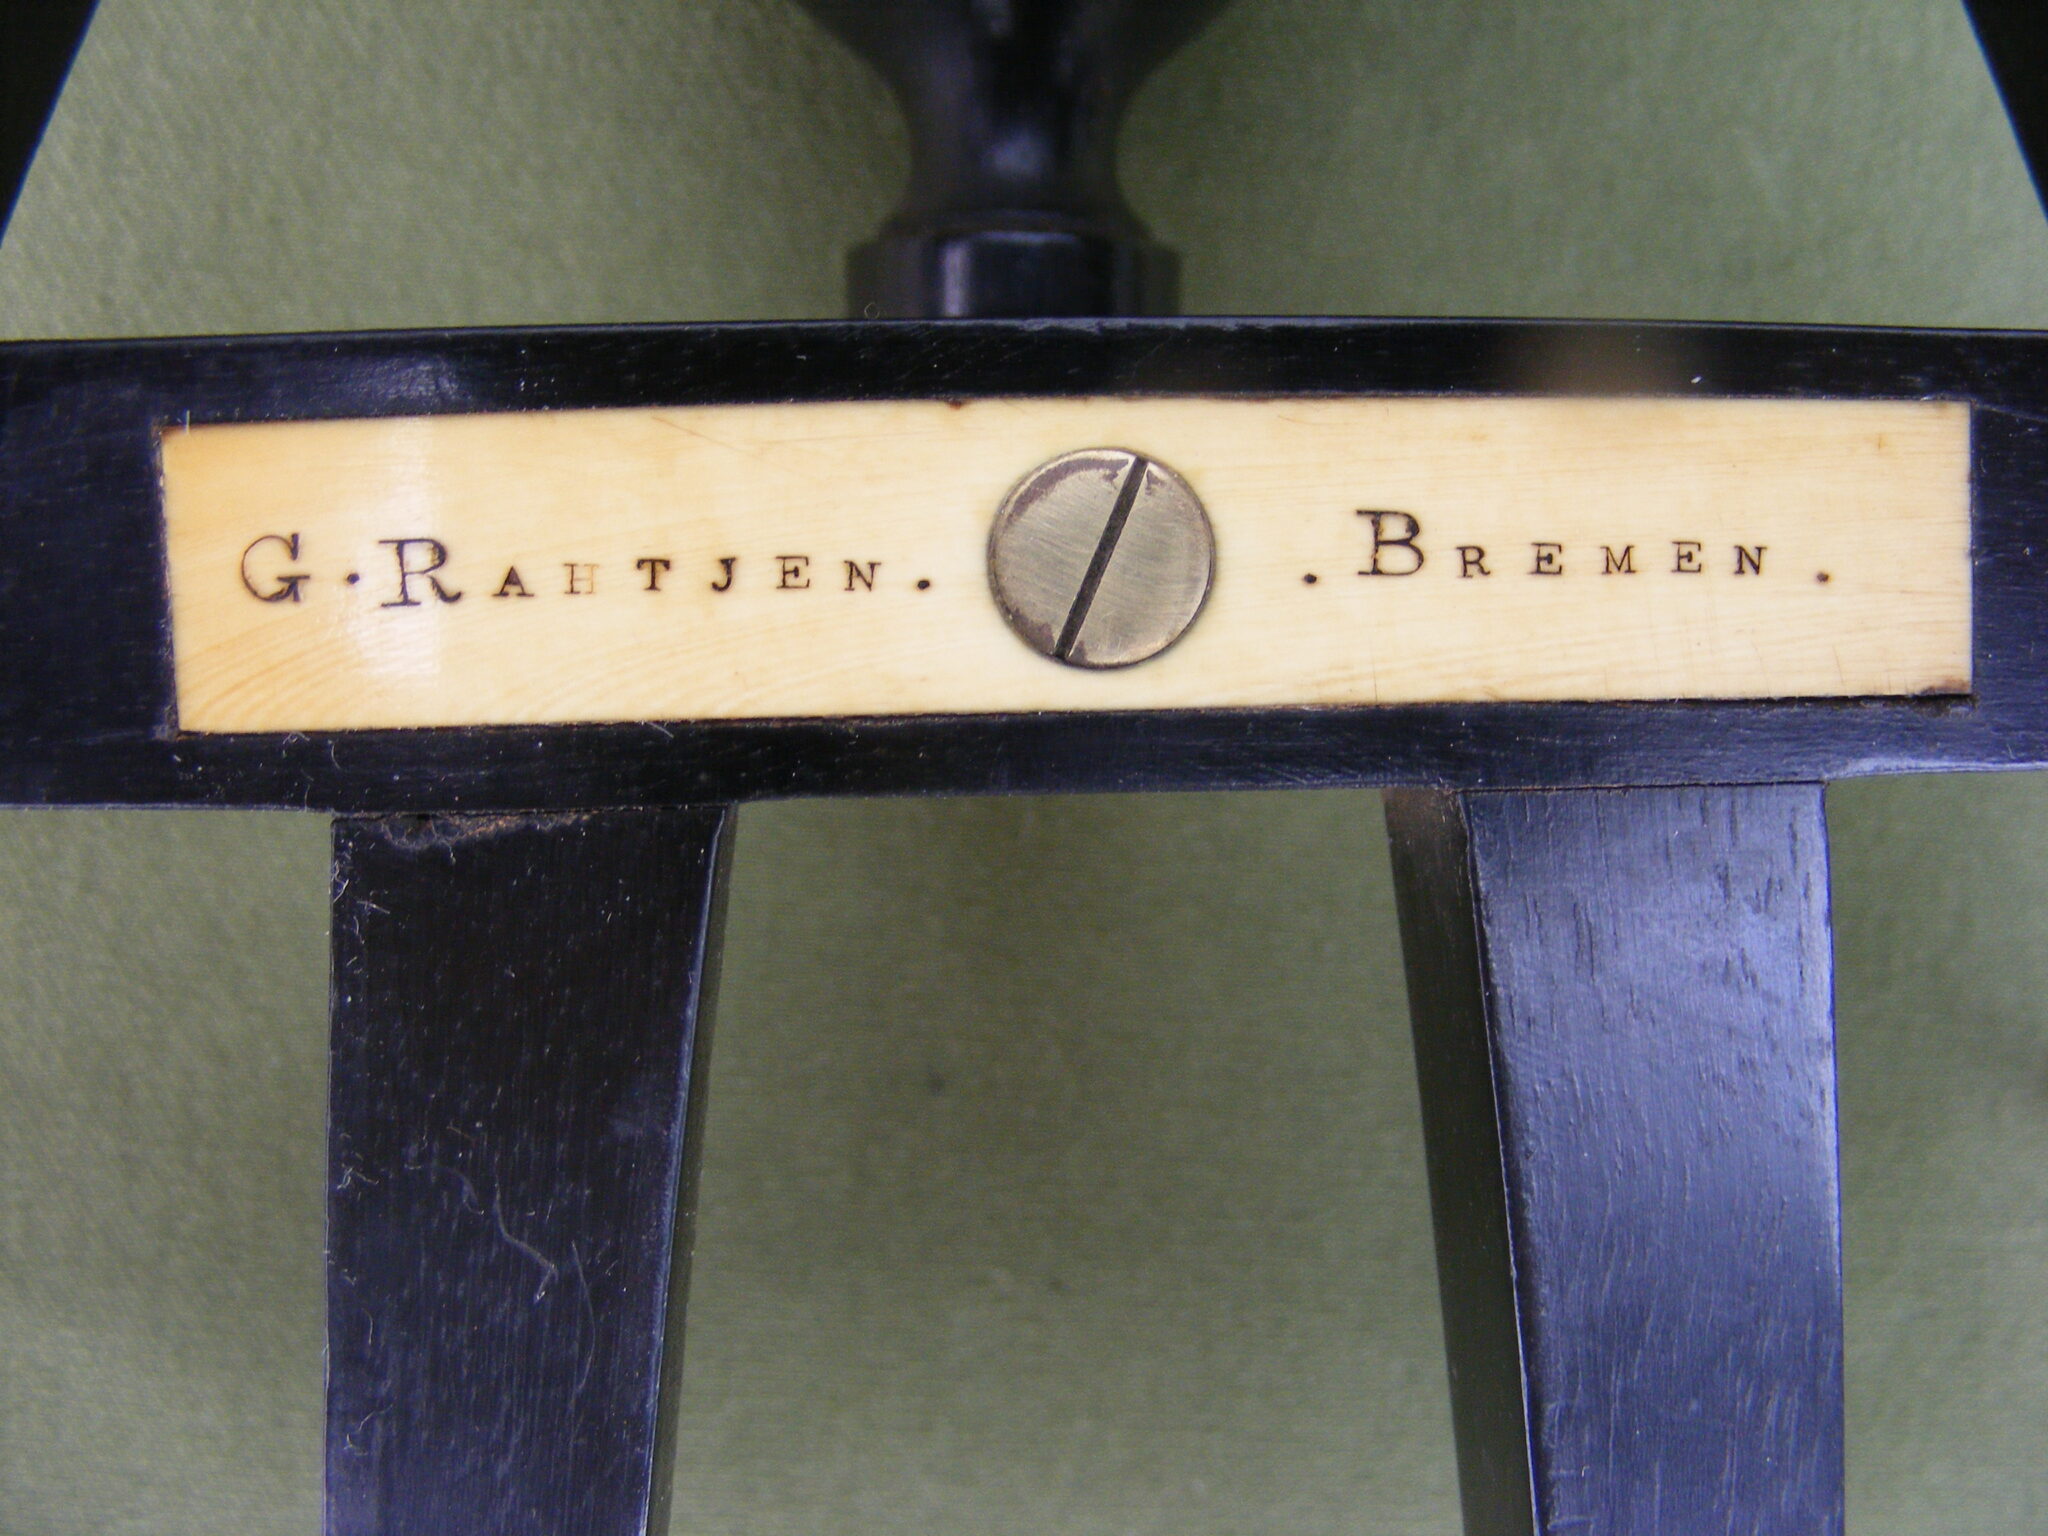 G. RAHTJEN. . BREMEN.